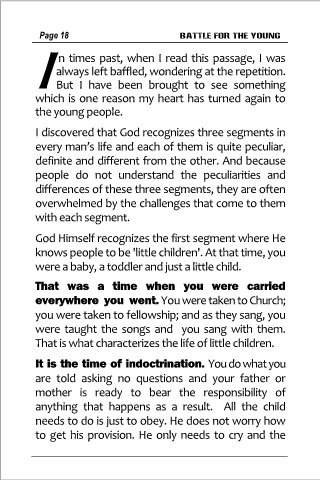 Page 18 BATTLE FOR THE YOUNG
In times past, when I read this passage, I was
always left baffled, wondering at the repetition.
But I have been brought to see something
which is one reason my heart has turned again to
the young people.
I discovered that God recognizes three segments in
every man's life and each of them is quite peculiar,
definite and different from the other. And because
people do not understand the peculiarities and
differences of these three segments, they are often
overwhelmed by the challenges that come to them
with each segment.
God Himself recognizes the first segment where He
knows people to be 'little children'. At that time, you
were a baby, a toddler and just a little child.
That was a time when you were carried
everywhere you went. You were taken to Church;
you were taken to fellowship; and as they sang, you
were taught the songs and you sang with them.
That is what characterizes the life of little children.
It is the time of indoctrination. You do what you
are told asking no questions and your father or
mother is ready to bear the responsibility of
anything that happens as a result. All the child
needs to do is just to obey. He does not worry how
to get his provision. He only needs to cry and the